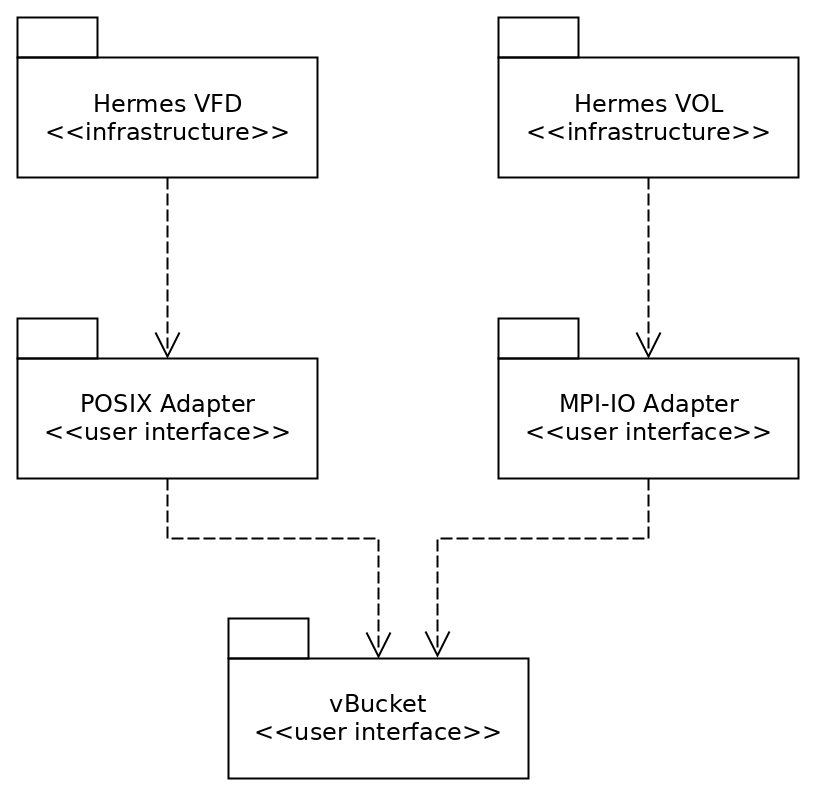 Hermes VFD
<<infrastructure>>
Hermes VOL
<<infrastructure>>
POSIX Adapter
<<user interface>>
MPI-IO Adapter
<<user interface>>
vBucket
<<user interface>>